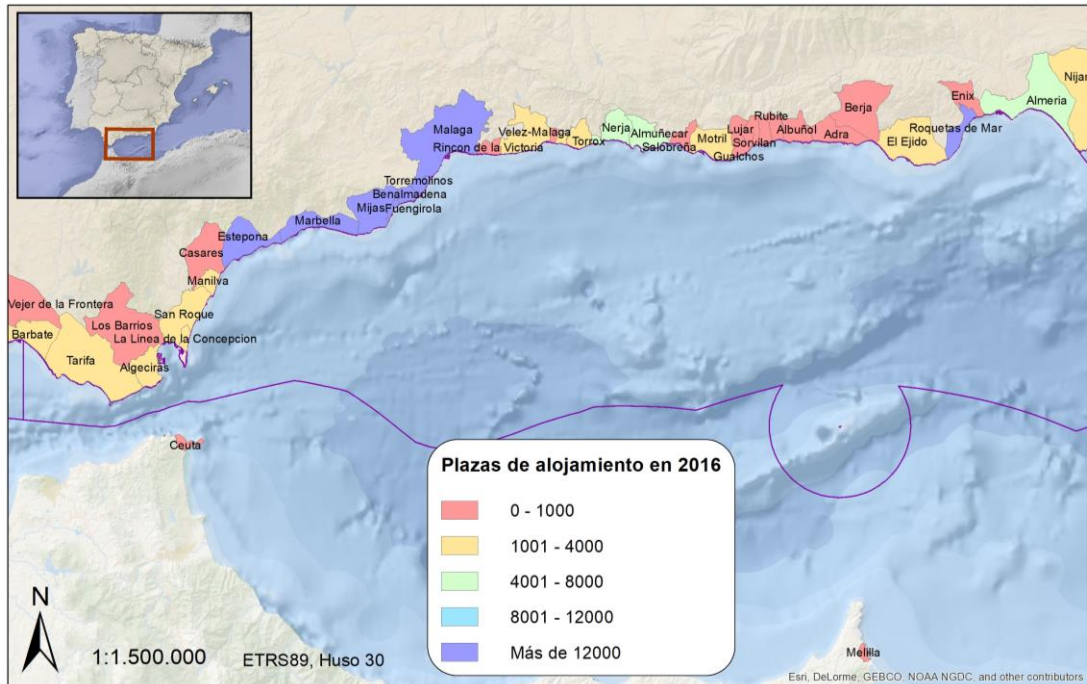 Nijar
Enix
Almeria
Berja
Malaga
Rubite
Roquetas de Mar
Velez-Malaga
Nerja
Almuñecar
Motril
Lujar
Albuñol
Adra
Rincon de la
Victoria
Torrox
Salobreña
Sorvilan
El Ejido
Gualchos
Torremolinos
Benalmadena
Mijas
Fuengirola
Marbella
Estepona
Casares
Manilva
Vejer de la Frontera
San Roque
Los Barrios
Barbate
La Linea de la Concepcion
Tarifa
Algeciras
Ceuta
Plazas de alojamiento en 2016
0 - 1000
1001 - 4000
4001 - 8000
8001 - 12000
Más de 12000
N
1:1.500.000
ETRS89, Huso 30
Melilla
Esri, DeLorme, GEBCO, NOAA NGDC, and other contributors